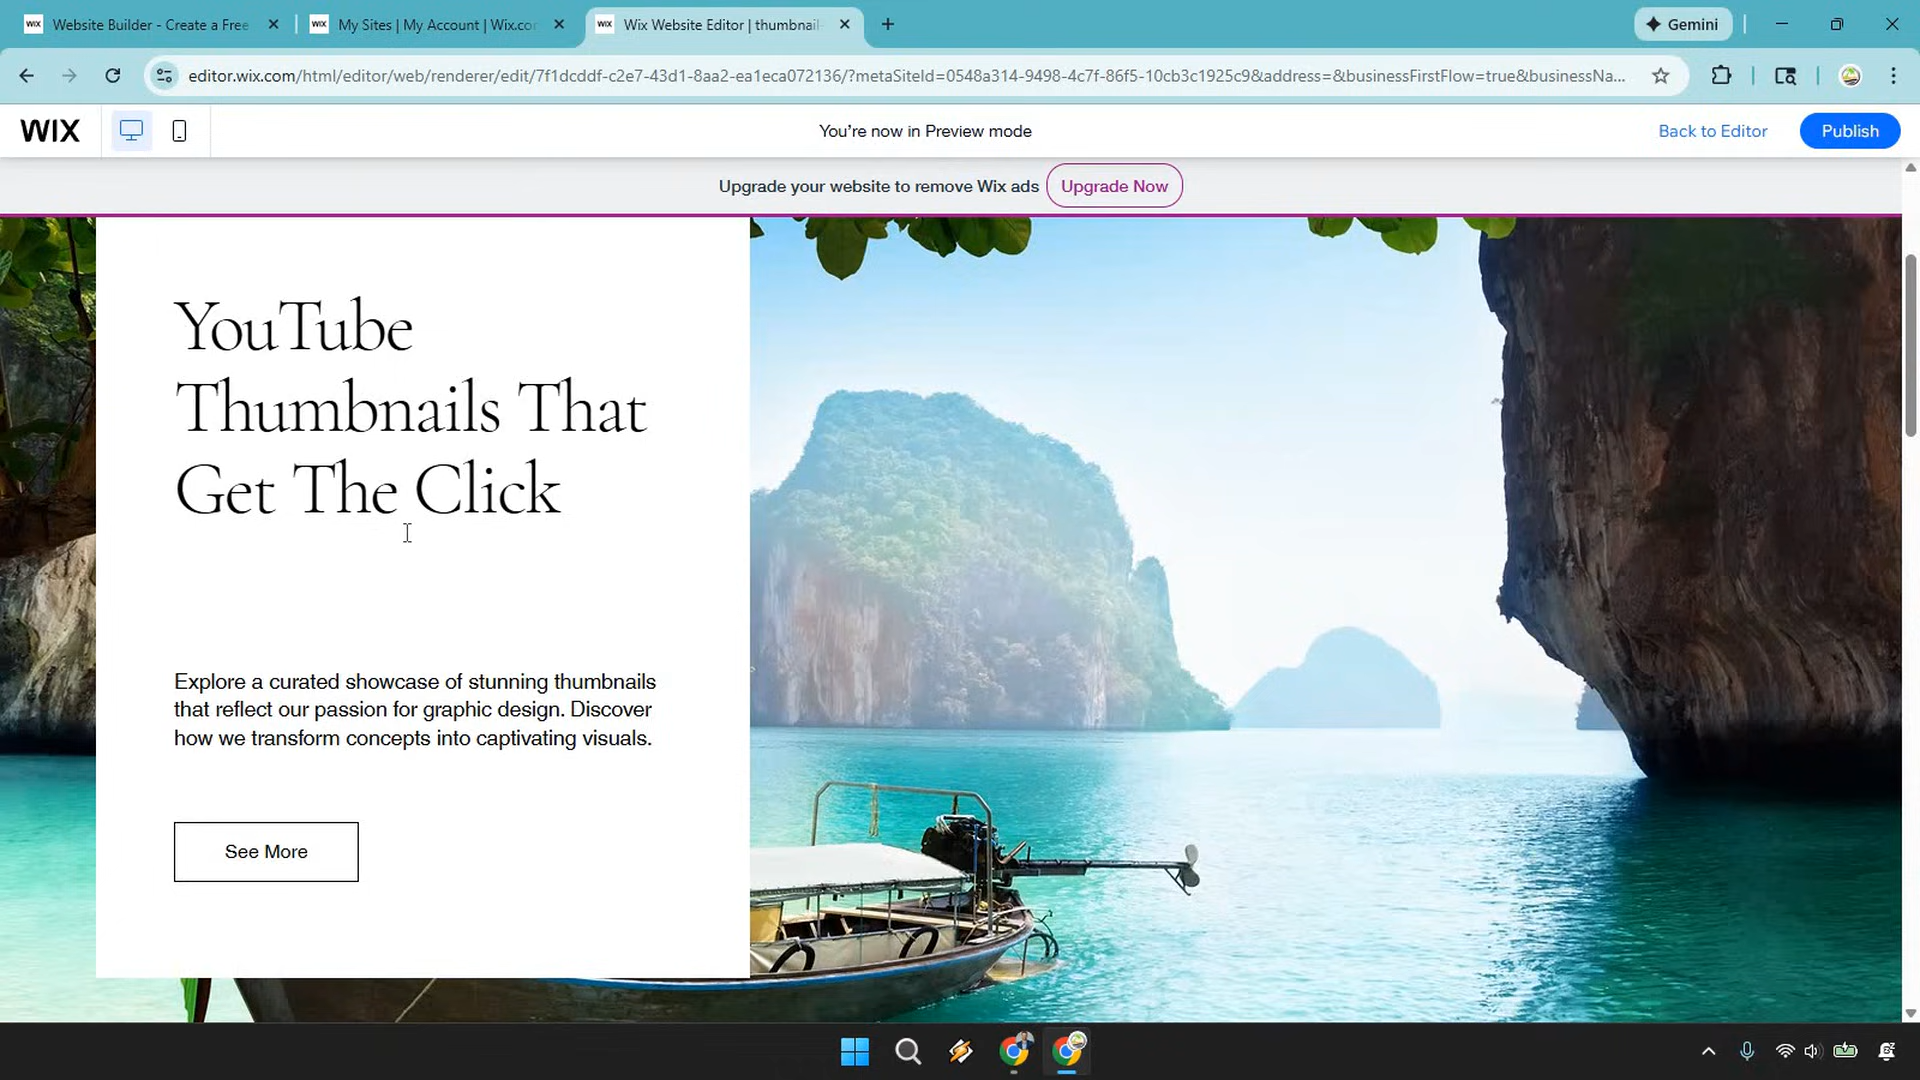 WIX Website Builder - Create a Free
WIX My Sites | My Account | Wix.co
WIX Wix Website Editor | thumbnail
Gemini
editor.wix.com/html/editor/web/renderer/edit/7f1dcddf-c2e7-43d1-8aa2-ea1eca072136/?metaSiteId=0548a314-9498-4c7f-86f5-10cb3c1925c9&address=&businessFirstFlow=true&businessNa...
WIX
You're now in Preview mode
Back to Editor
Publish
Upgrade your website to remove Wix ads
Upgrade Now
YouTube
Thumbnails That
Get The Click
Explore a curated showcase of stunning thumbnails
that reflect our passion for graphic design. Discover
how we transform concepts into captivating visuals.
See More